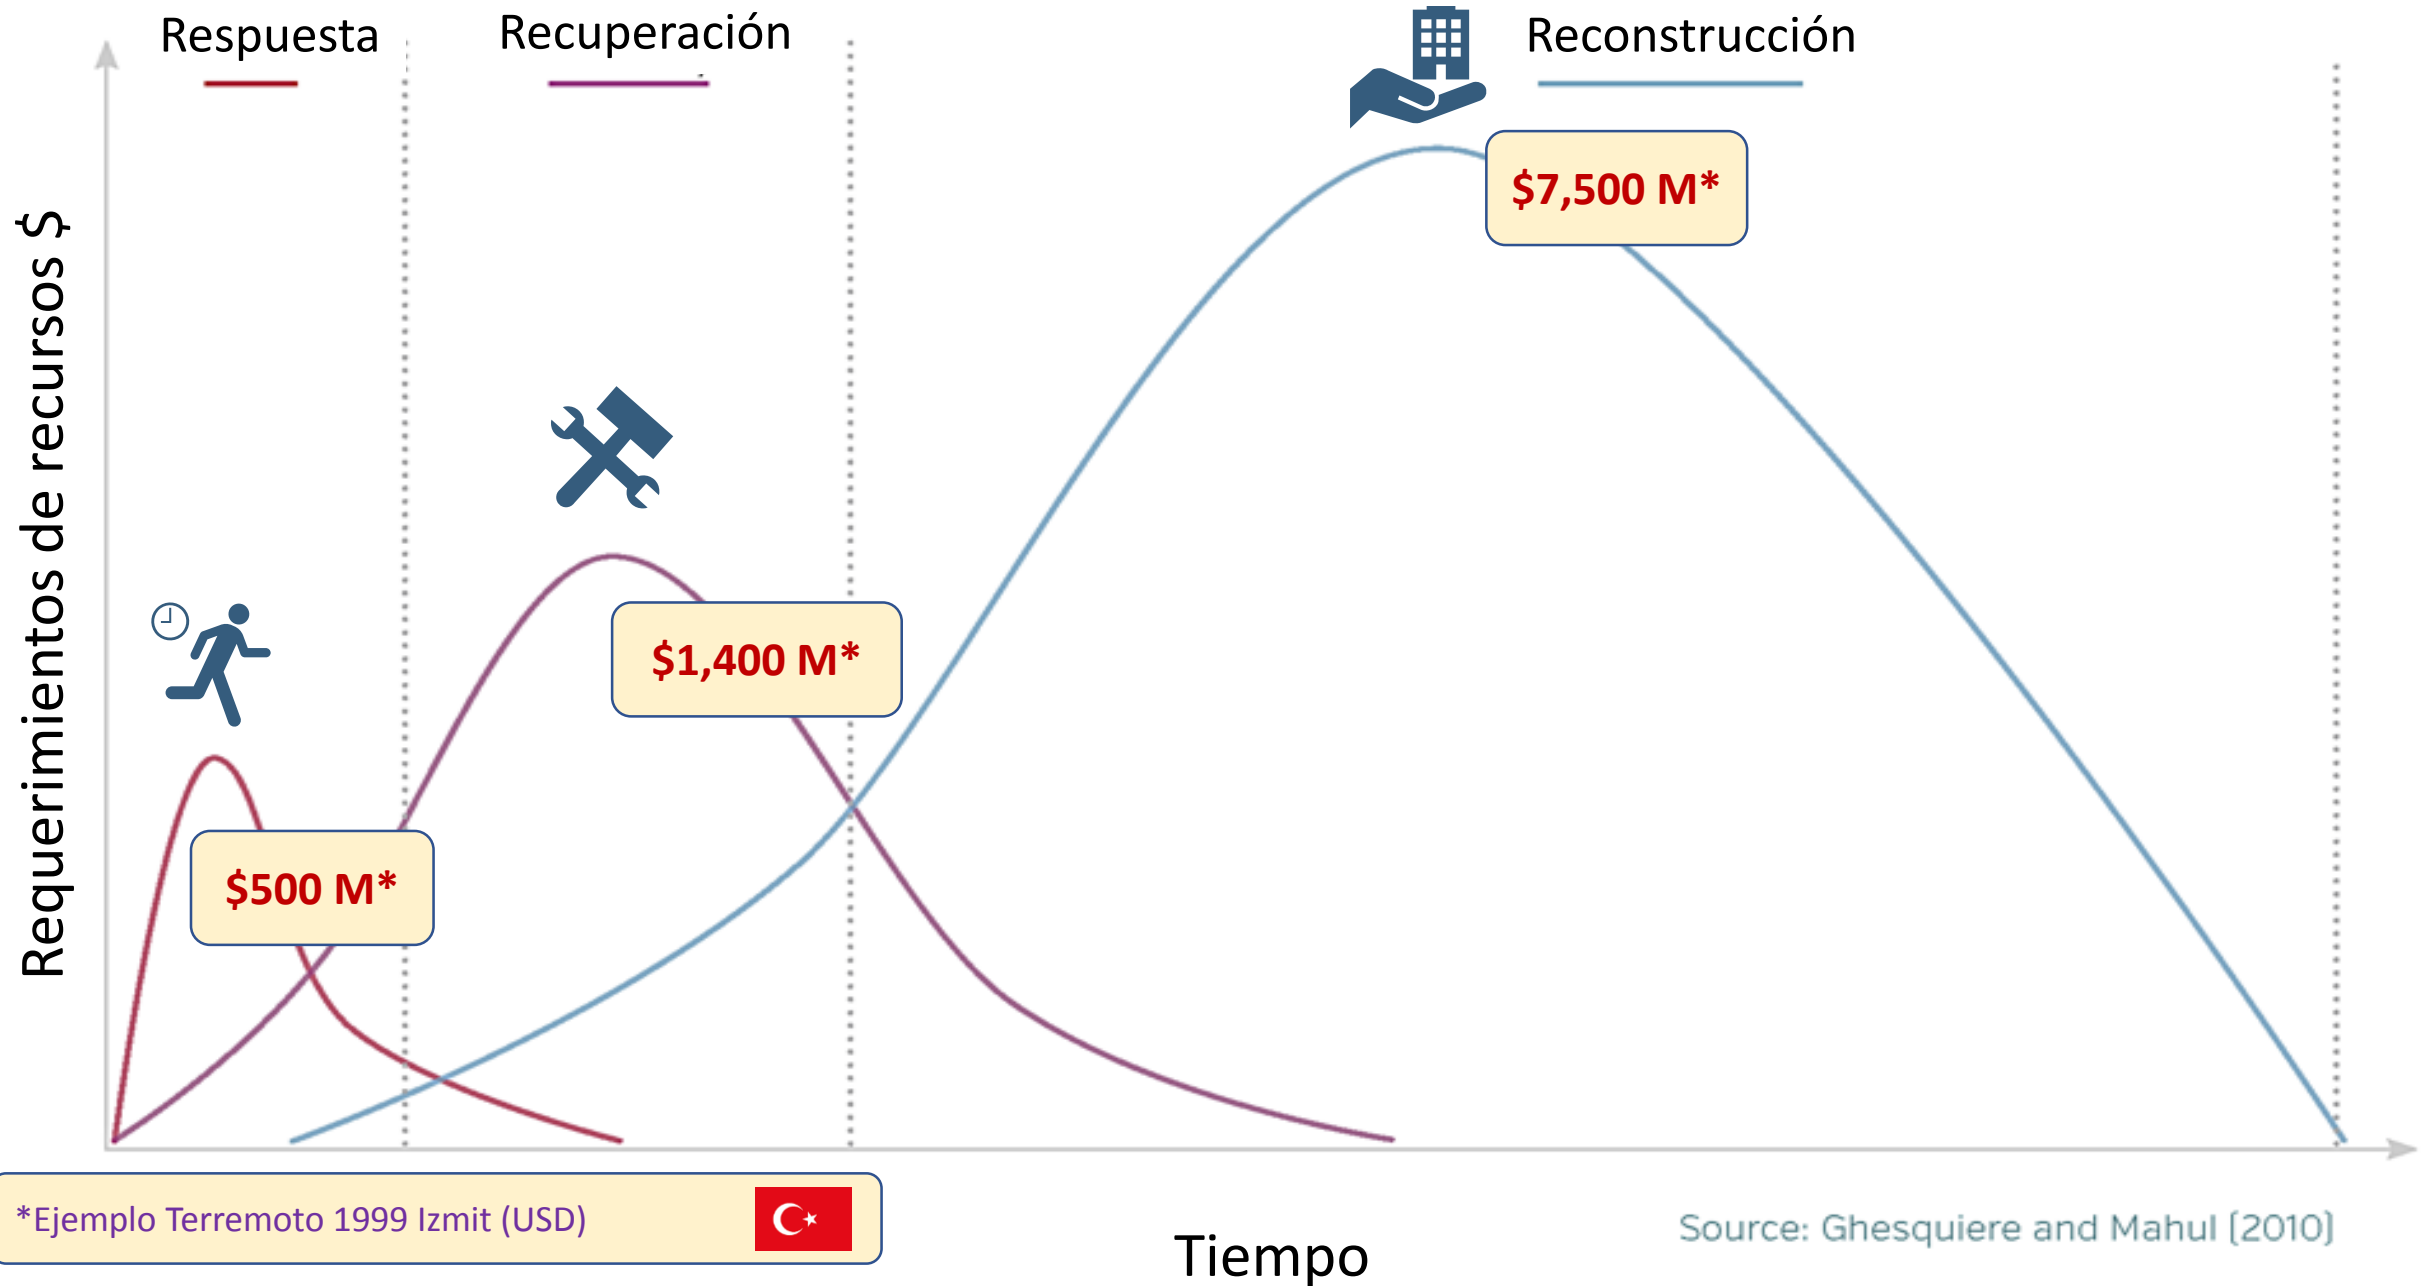 Respuesta
Recuperación
Reconstrucción
Requerimientos de recursos $
$7,500 M*
$1,400 M*
$500 M*
*Ejemplo Terremoto 1999 Izmit (USD)
Tiempo
Source: Ghesquiere and Mahul (2010)